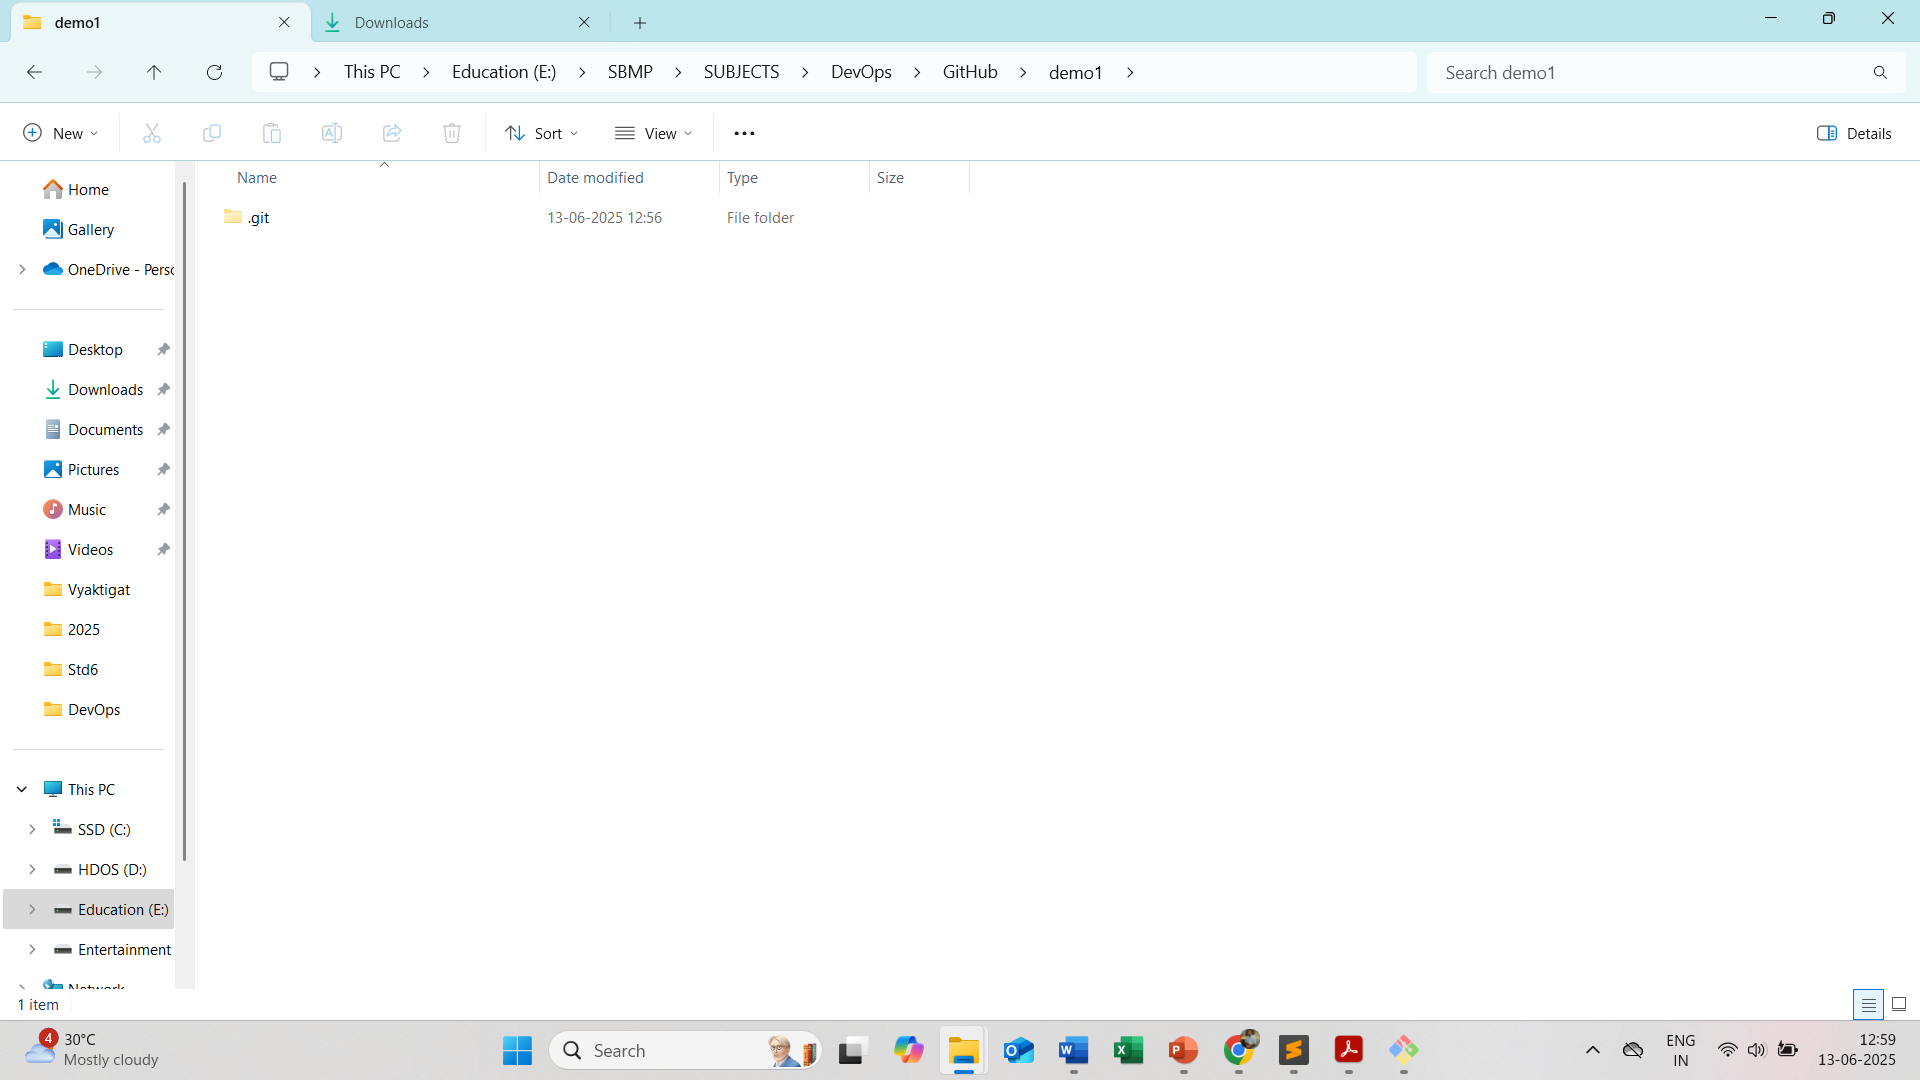 demo1
Downloads
This PC
Education (E:)
SBMP
SUBJECTS
DevOps
GitHub
demo1
Search demo1
New
Sort
View
Details
Name
Date modified
Type
Size
.git
13-06-2025 12:56
File folder
Home
Gallery
OneDrive - Perso
Desktop
Downloads
Documents
Pictures
Music
Videos
Vyaktigat
2025
Std6
DevOps
This PC
SSD (C:)
HDOS (D:)
Education (E:)
Entertainment
Network
1 item
4
30°C
Mostly cloudy
Search
ENG
IN
12:59
13-06-2025